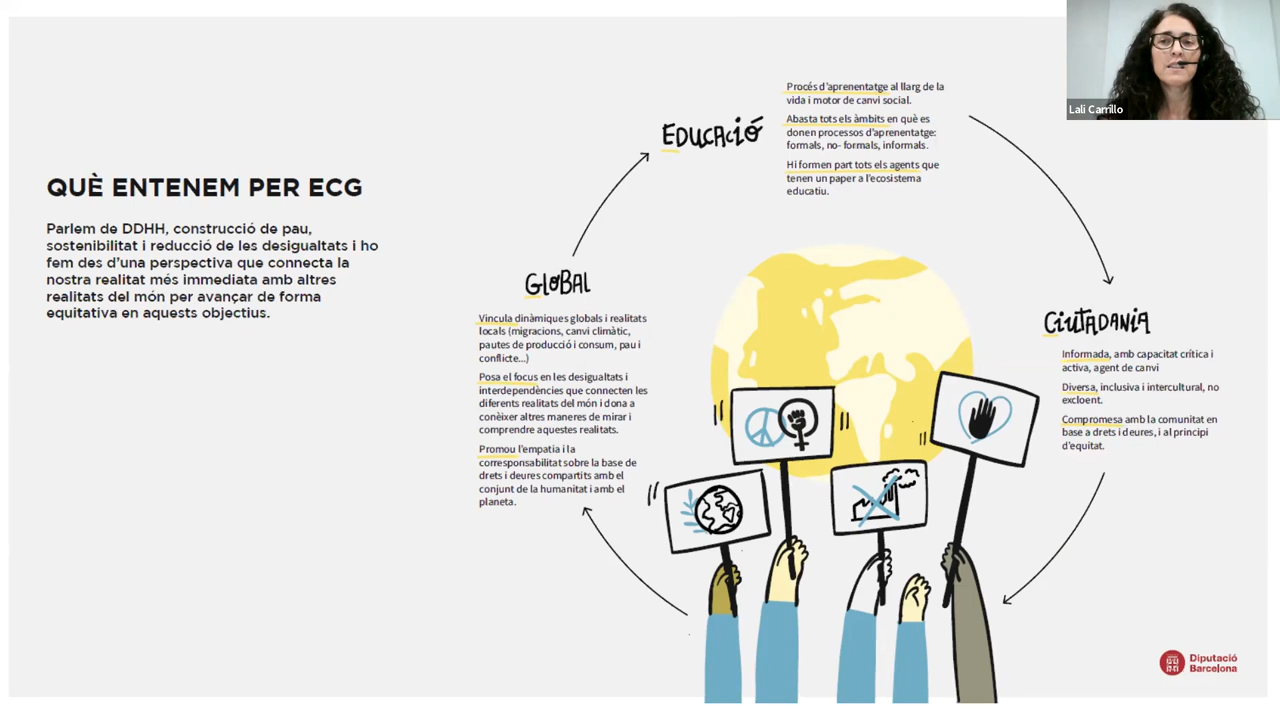 Lali Carrillo
QUÈ ENTENEM PER ECG
Parlem de DDHH, construcció de pau,
sostenibilitat i reducció de les desigualtats i ho
fem des d'una perspectiva que connecta la
nostra realitat més immediata amb altres
realitats del món per avançar de forma
equitativa en aquests objectius.
EDUCACIÓ
Procés d'aprenentatge al llarg de la
vida i motor de canvi social.
Abasta tots els àmbits en què es
donen processos d'aprenentatge:
formals, no- formals, informals.
Hi formen part tots els agents que
tenen un paper a l'ecosistema
educatiu.
GLOBAL
Vincula dinàmiques globals i realitats
locals (migracions, canvi climàtic,
pautes de producció i consum, pau i
conflicte...)
Posa el focus en les desigualtats i
interdependències que connecten les
diferents realitats del món i dona a
conèixer altres maneres de mirar i
comprendre aquestes realitats.
Promou l'empatia i la
corresponsabilitat sobre la base de
drets i deures compartits amb el
conjunt de la humanitat i amb el
planeta.
CIUTADANIA
Informada, amb capacitat crítica i
activa, agent de canvi
Diversa, inclusiva i intercultural, no
excloent.
Compromesa amb la comunitat en
base a drets i deures, i al principi
d'equitat.
Diputació
Barcelona